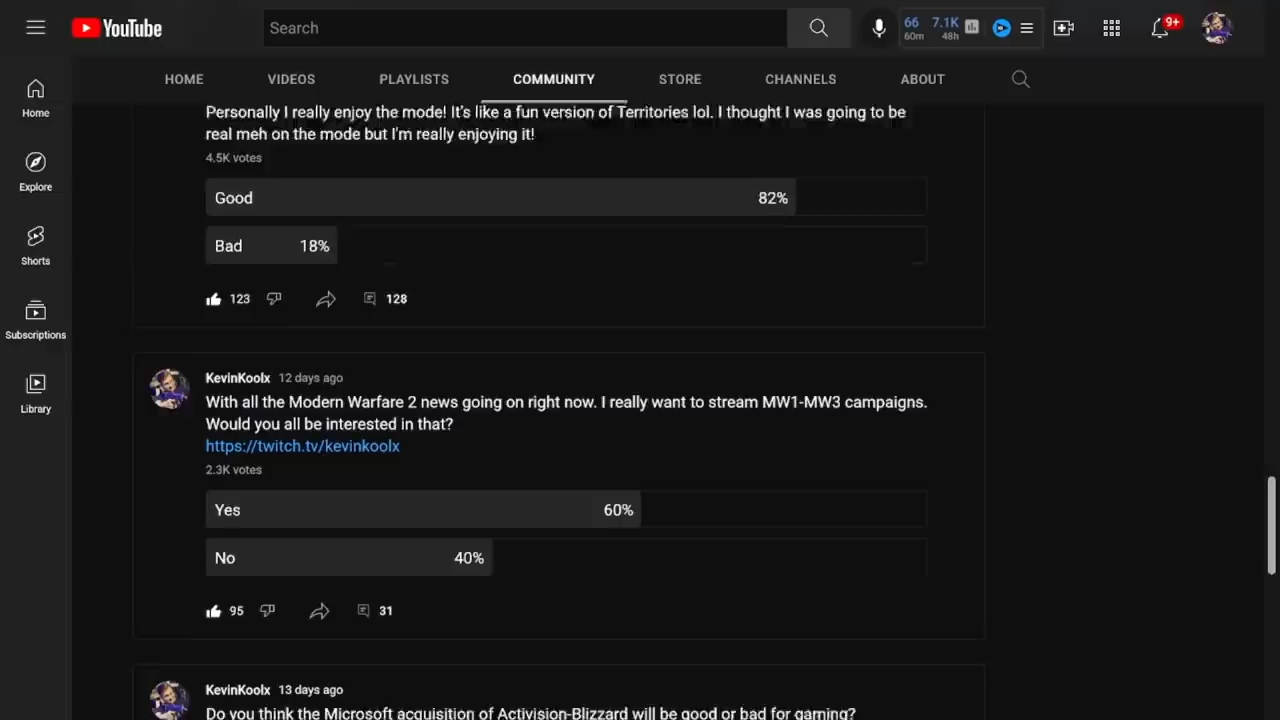 YouTube
Search
66
60m
7.1K
48h
9+
HOME
VIDEOS
PLAYLISTS
COMMUNITY
STORE
CHANNELS
ABOUT
Home
Explore
Shorts
Subscriptions
Library
Personally I really enjoy the mode! It's like a fun version of Territories lol. I thought I was going to be
real meh on the mode but I'm really enjoying it!
4.5K votes
Good 82%
Bad 18%
123
128
KevinKoolx 12 days ago
With all the Modern Warfare 2 news going on right now. I really want to stream MW1-MW3 campaigns.
Would you all be interested in that?
https://twitch.tv/kevinkoolx
2.3K votes
Yes 60%
No 40%
95
31
KevinKoolx 13 days ago
Do you think the Microsoft acquisition of Activision-Blizzard will be good or bad for gaming?